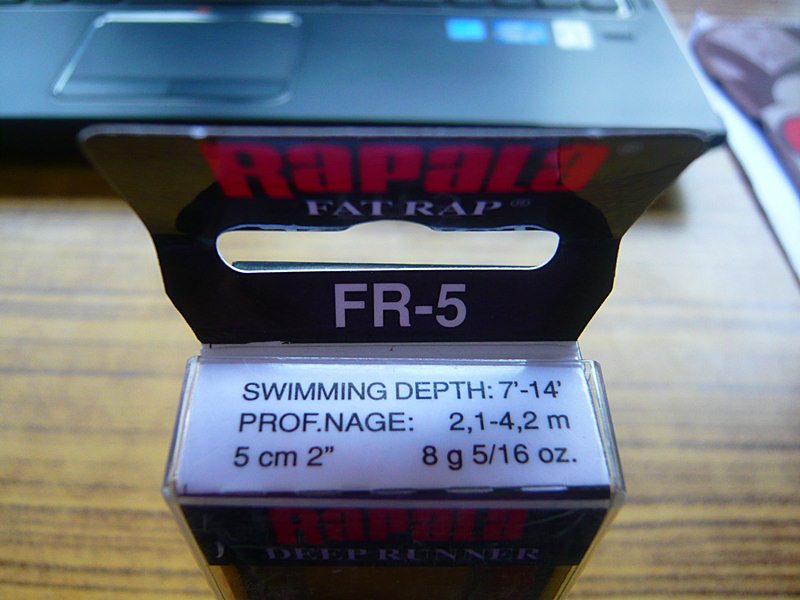 RAPALA ®
FAT RAP ®
FR-5
SWIMMING DEPTH: 7'-14'
PROF.NAGE: 2,1-4,2 m
5 cm 2" 8 g 5/16 oz.
RAPALA
DEEP RUNNER